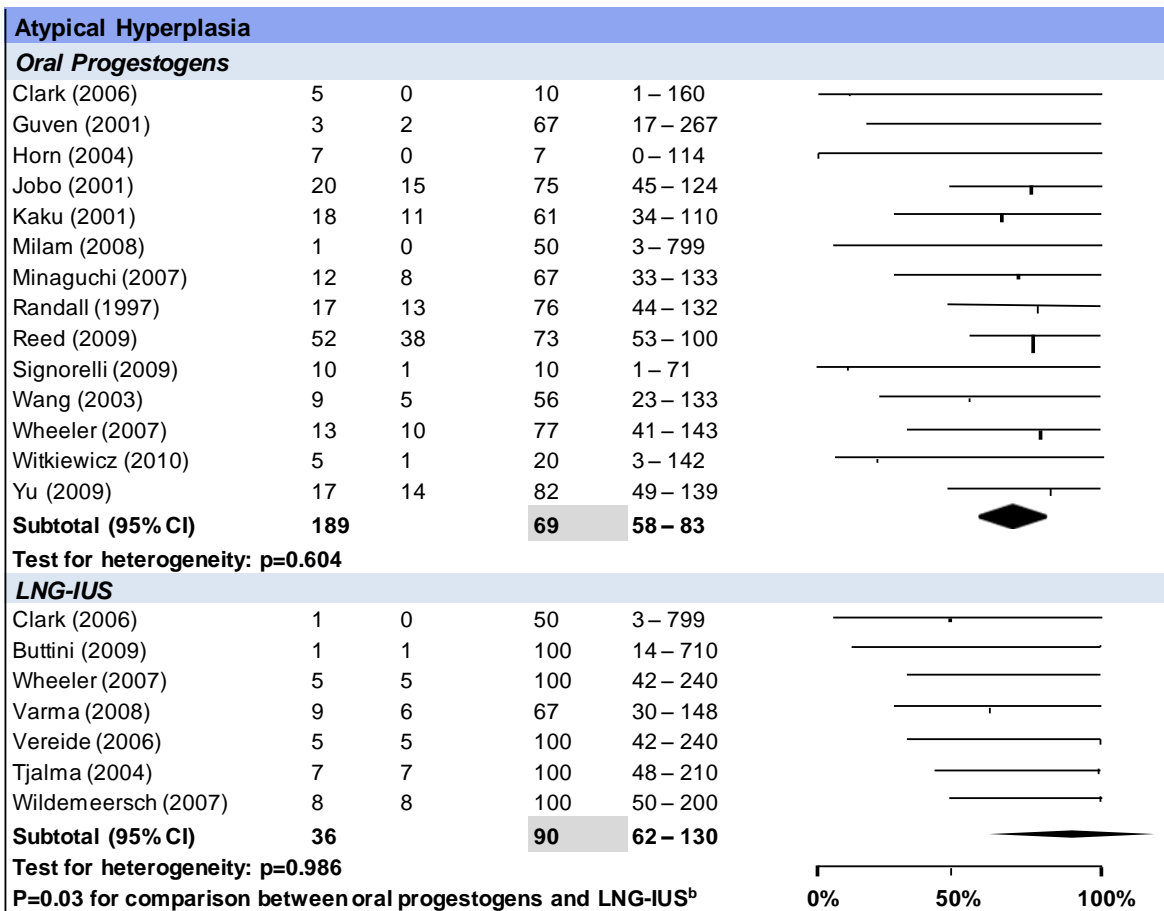 Atypical Hyperplasia
Oral Progestogens
Clark (2006) 5 0 10 1 – 160
Guven (2001) 3 2 67 17 – 267
Horn (2004) 7 0 7 0 – 114
Jobo (2001) 20 15 75 45 – 124
Kaku (2001) 18 11 61 34 – 110
Milam (2008) 1 0 50 3 – 799
Minaguchi (2007) 12 8 67 33 – 133
Randall (1997) 17 13 76 44 – 132
Reed (2009) 52 38 73 53 – 100
Signorelli (2009) 10 1 10 1 – 71
Wang (2003) 9 5 56 23 – 133
Wheeler (2007) 13 10 77 41 – 143
Witkiewicz (2010) 5 1 20 3 – 142
Yu (2009) 17 14 82 49 – 139
Subtotal (95% CI) 189 69 58 – 83
Test for heterogeneity: p=0.604
LNG-IUS
Clark (2006) 1 0 50 3 – 799
Buttini (2009) 1 1 100 14 – 710
Wheeler (2007) 5 5 100 42 – 240
Varma (2008) 9 6 67 30 – 148
Vereide (2006) 5 5 100 42 – 240
Tjalma (2004) 7 7 100 48 – 210
Wildemeersch (2007) 8 8 100 50 – 200
Subtotal (95% CI) 36 90 62 – 130
Test for heterogeneity: p=0.986
P=0.03 for comparison between oral progestogens and LNG-IUSᵇ 0% 50% 100%